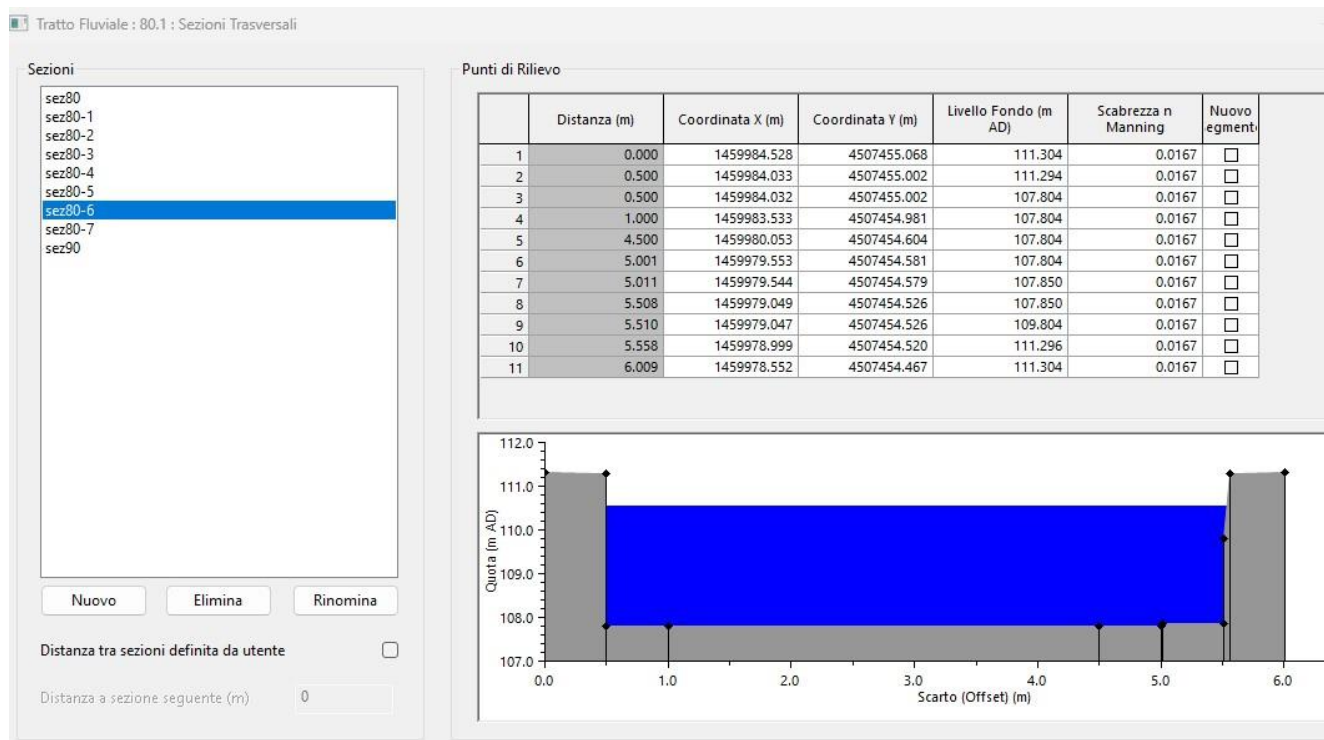 Tratto Fluviale : 80.1 : Sezioni Trasversali
Sezioni
sez80
sez80-1
sez80-2
sez80-3
sez80-4
sez80-5
sez80-6
sez80-7
sez90
Nuovo Elimina Rinomina
Distanza tra sezioni definita da utente
Distanza a sezione seguente (m) 0
Punti di Rilievo
Distanza (m) Coordinata X (m) Coordinata Y (m) Livello Fondo (m AD) Scabrezza n Manning Nuovo egmento
1 0.000 1459984.528 4507455.068 111.304 0.0167
2 0.500 1459984.033 4507455.002 111.294 0.0167
3 0.500 1459984.032 4507455.002 107.804 0.0167
4 1.000 1459983.533 4507454.981 107.804 0.0167
5 4.500 1459980.053 4507454.604 107.804 0.0167
6 5.001 1459979.553 4507454.581 107.804 0.0167
7 5.011 1459979.544 4507454.579 107.850 0.0167
8 5.508 1459979.049 4507454.526 107.850 0.0167
9 5.510 1459979.047 4507454.526 109.804 0.0167
10 5.558 1459978.999 4507454.520 111.296 0.0167
11 6.009 1459978.552 4507454.467 111.304 0.0167
Quota (m AD)
112.0
111.0
110.0
109.0
108.0
107.0
0.0 1.0 2.0 3.0 4.0 5.0 6.0
Scarto (Offset) (m)